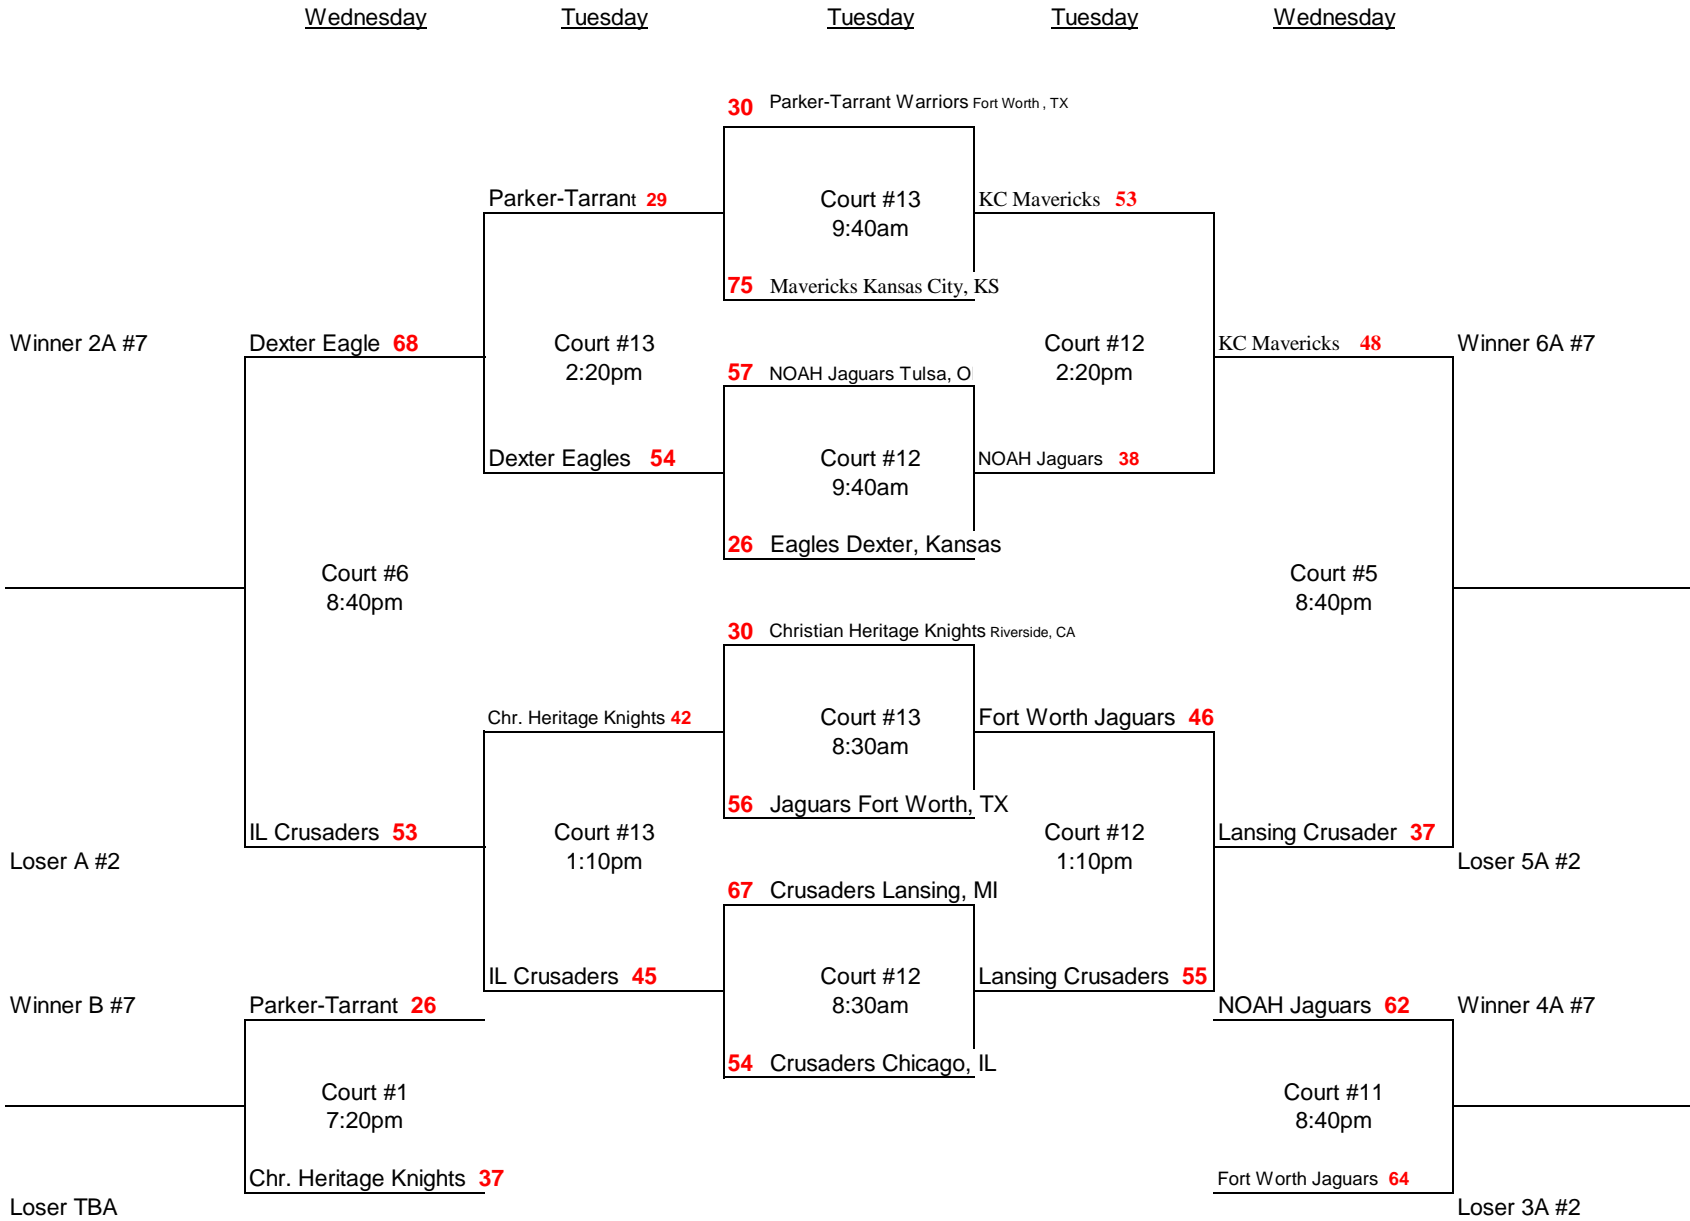 Wednesday Tuesday Tuesday Tuesday Wednesday
30 Parker-Tarrant Warriors Fort Worth , TX
Parker-Tarrant 29 Court #13 KC Mavericks 53
9:40am
75 Mavericks Kansas City, KS
Winner 2A #7 Dexter Eagle 68 Court #13 Court #12 KC Mavericks 48 Winner 6A #7
2:20pm 57 NOAH Jaguars Tulsa, O 2:20pm
Dexter Eagles 54 Court #12 NOAH Jaguars 38
9:40am
26 Eagles Dexter, Kansas
Court #6 Court #5
8:40pm 8:40pm
30 Christian Heritage Knights Riverside, CA
Chr. Heritage Knights 42 Court #13 Fort Worth Jaguars 46
8:30am
56 Jaguars Fort Worth, TX
IL Crusaders 53 Court #13 Court #12 Lansing Crusader 37
Loser A #2 1:10pm 1:10pm Loser 5A #2
67 Crusaders Lansing, MI
IL Crusaders 45 Court #12 Lansing Crusaders 55
Winner B #7 Parker-Tarrant 26 8:30am NOAH Jaguars 62 Winner 4A #7
54 Crusaders Chicago, IL
Court #1 Court #11
7:20pm 8:40pm
Chr. Heritage Knights 37 Fort Worth Jaguars 64
Loser TBA Loser 3A #2